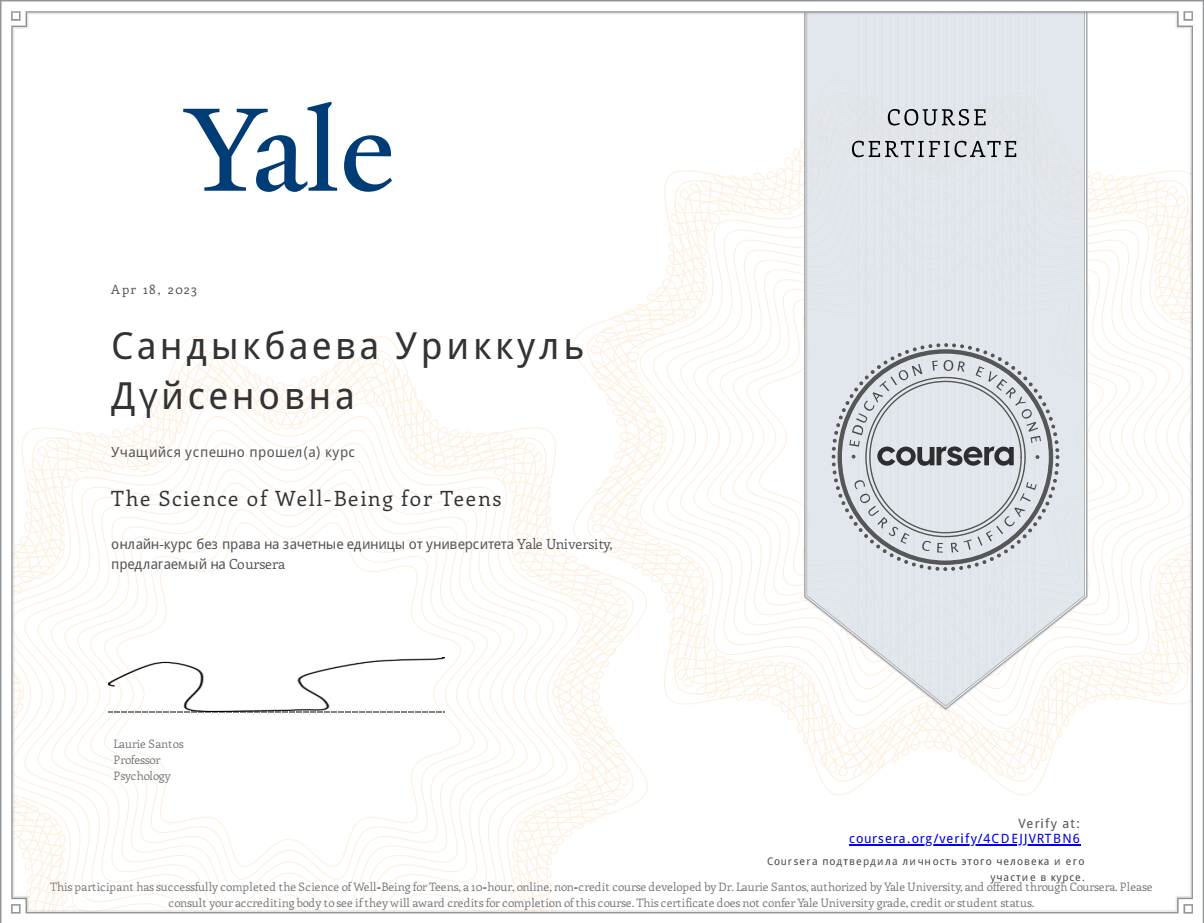 Yale
COURSE
CERTIFICATE
Apr 18, 2023
Сандыкбаева Уриккуль
Дүйсеновна
Учащийся успешно прошел(а) курс
The Science of Well-Being for Teens
онлайн-курс без права на зачетные единицы от университета Yale University,
предлагаемый на Coursera
EDUCATION FOR EVERYONE
coursera
COURSE CERTIFICATE
Laurie Santos
Professor
Psychology
Verify at:
coursera.org/verify/4CDEJJVRTBN6
Coursera подтвердила личность этого человека и его
участие в курсе.
This participant has successfully completed the Science of Well-Being for Teens, a 10-hour, online, non-credit course developed by Dr. Laurie Santos, authorized by Yale University, and offered through Coursera. Please
consult your accrediting body to see if they will award credits for completion of this course. This certificate does not confer Yale University grade, credit or student status.